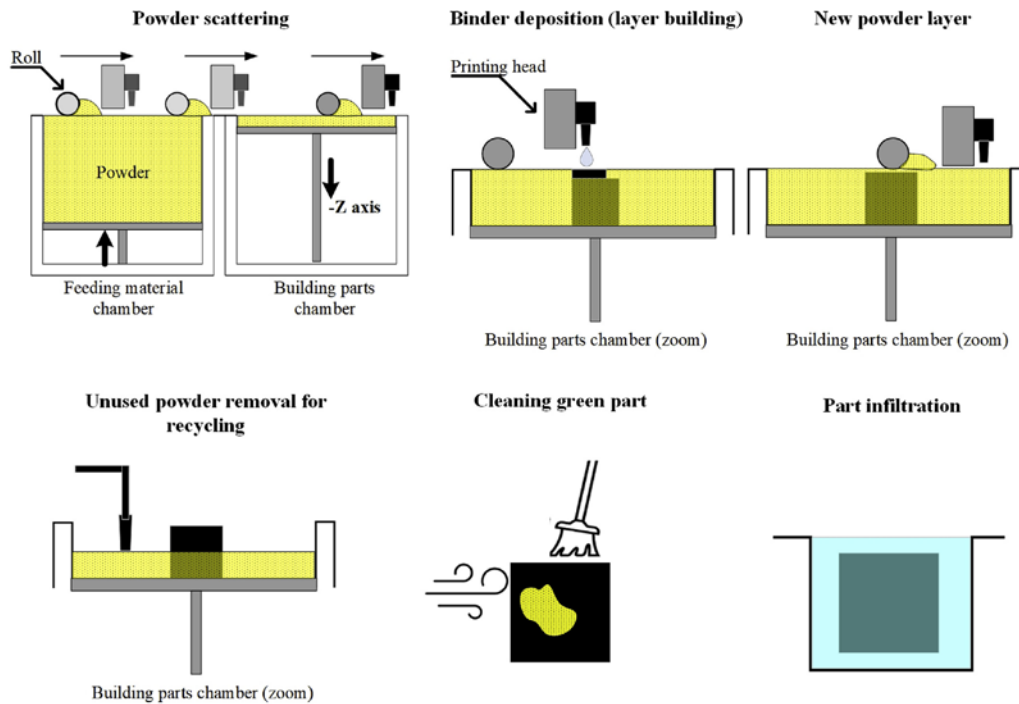 Powder scattering
Roll
Powder
-Z axis
Feeding material
chamber
Building parts
chamber
Binder deposition (layer building)
Printing head
Building parts chamber (zoom)
New powder layer
Building parts chamber (zoom)
Unused powder removal for
recycling
Building parts chamber (zoom)
Cleaning green part
Part infiltration